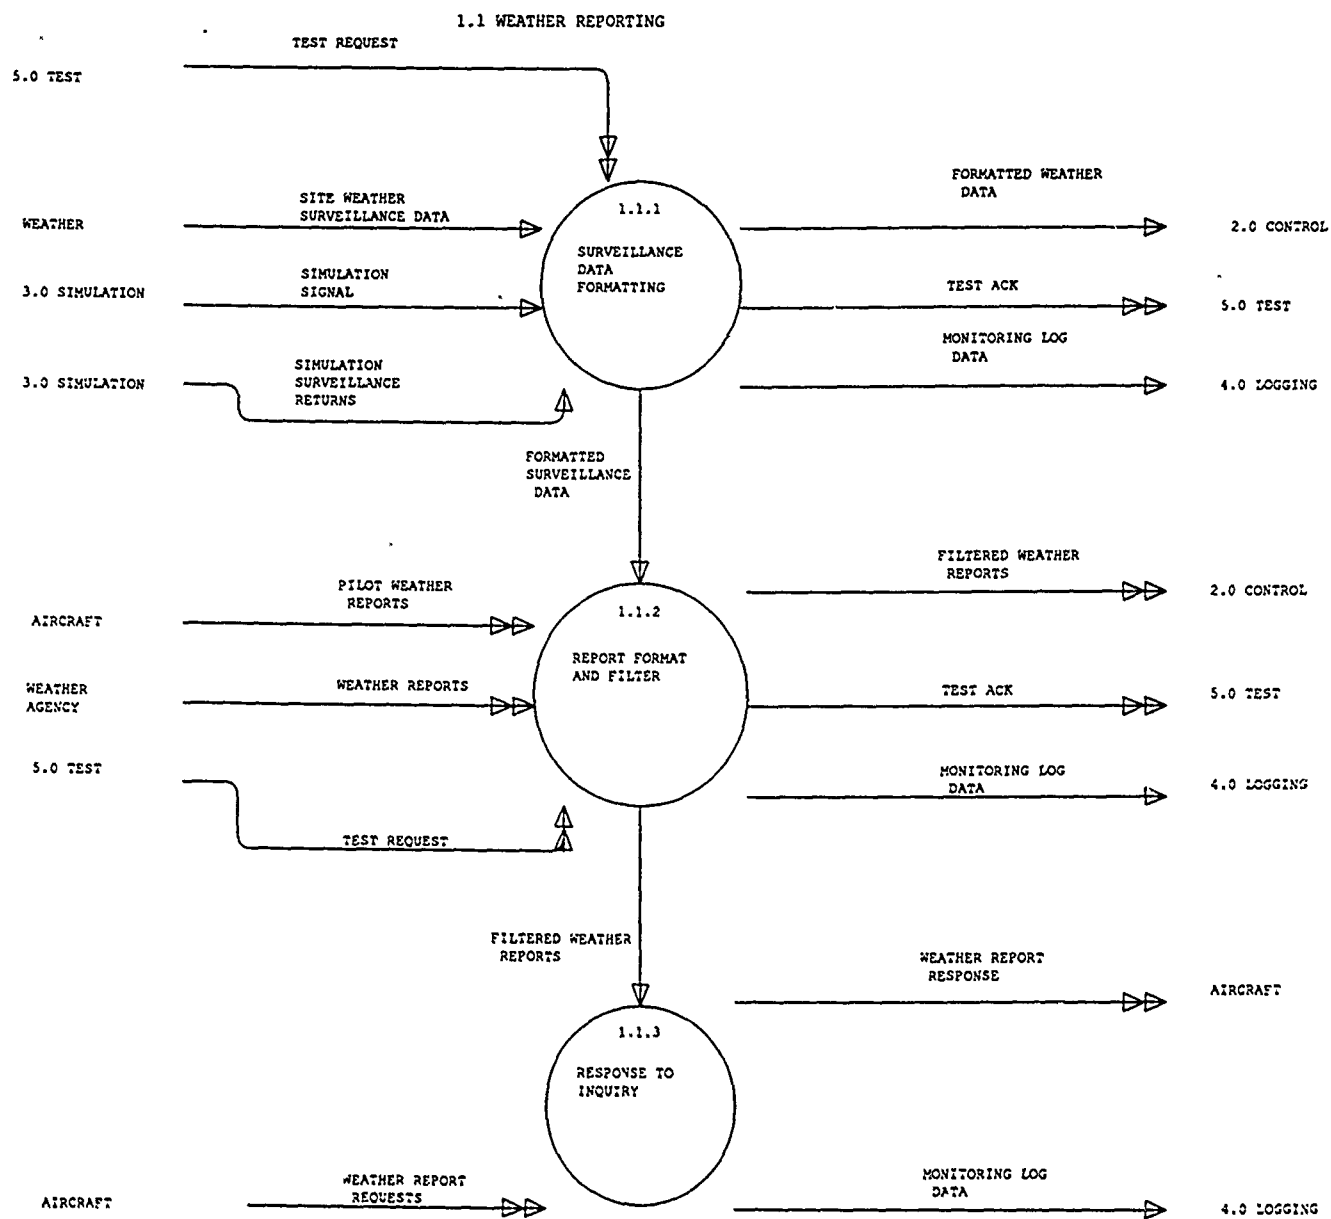 1.1 WEATHER REPORTING
TEST REQUEST
5.0 TEST
SITE WEATHER
SURVEILLANCE DATA
WEATHER
SIMULATION
SIGNAL
3.0 SIMULATION
SIMULATION
SURVEILLANCE
RETURNS
3.0 SIMULATION
1.1.1
SURVEILLANCE
DATA
FORMATTING
FORMATTED WEATHER
DATA
2.0 CONTROL
TEST ACK
5.0 TEST
MONITORING LOG
DATA
4.0 LOGGING
FORMATTED
SURVEILLANCE
DATA
PILOT WEATHER
REPORTS
AIRCRAFT
WEATHER REPORTS
WEATHER
AGENCY
5.0 TEST
TEST REQUEST
1.1.2
REPORT FORMAT
AND FILTER
FILTERED WEATHER
REPORTS
2.0 CONTROL
TEST ACK
5.0 TEST
MONITORING LOG
DATA
4.0 LOGGING
FILTERED WEATHER
REPORTS
1.1.3
RESPONSE TO
INQUIRY
WEATHER REPORT
RESPONSE
AIRCRAFT
WEATHER REPORT
REQUESTS
AIRCRAFT
MONITORING LOG
DATA
4.0 LOGGING